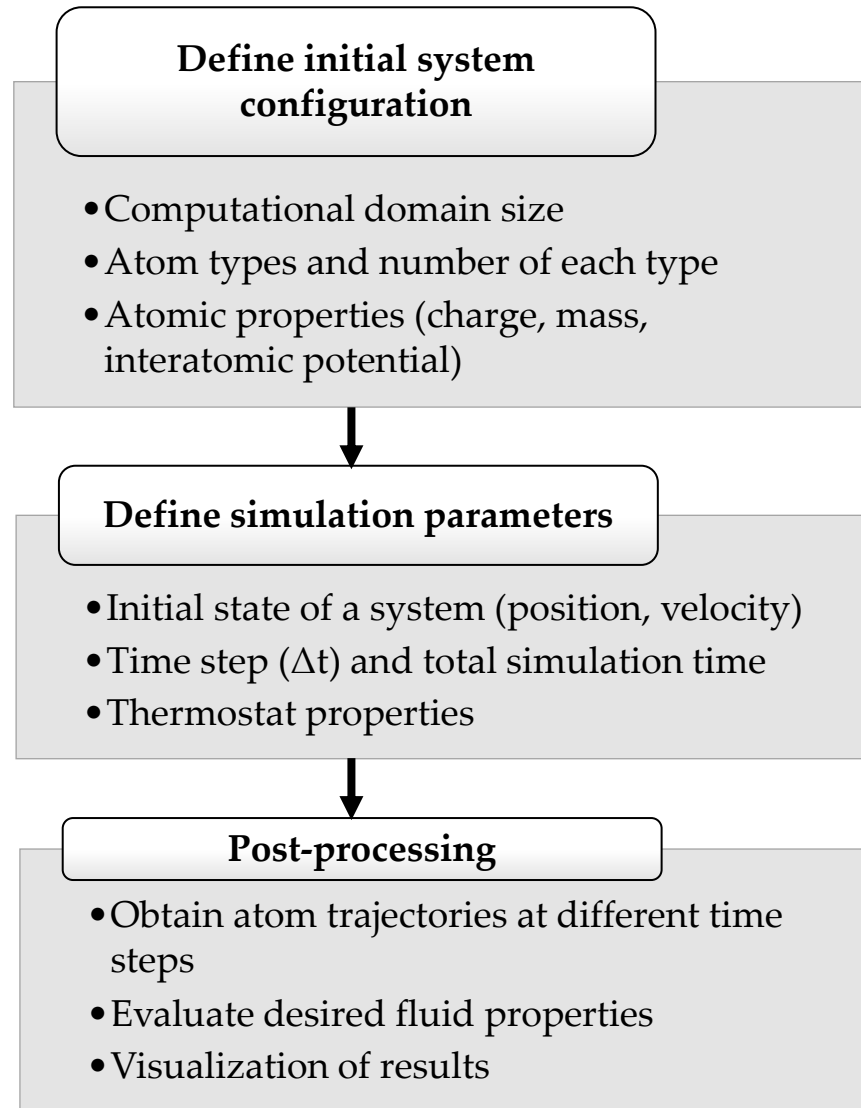 Define initial system
configuration
•Computational domain size
•Atom types and number of each type
•Atomic properties (charge, mass,
interatomic potential)
Define simulation parameters
•Initial state of a system (position, velocity)
•Time step (Δt) and total simulation time
•Thermostat properties
Post-processing
•Obtain atom trajectories at different time
steps
•Evaluate desired fluid properties
•Visualization of results